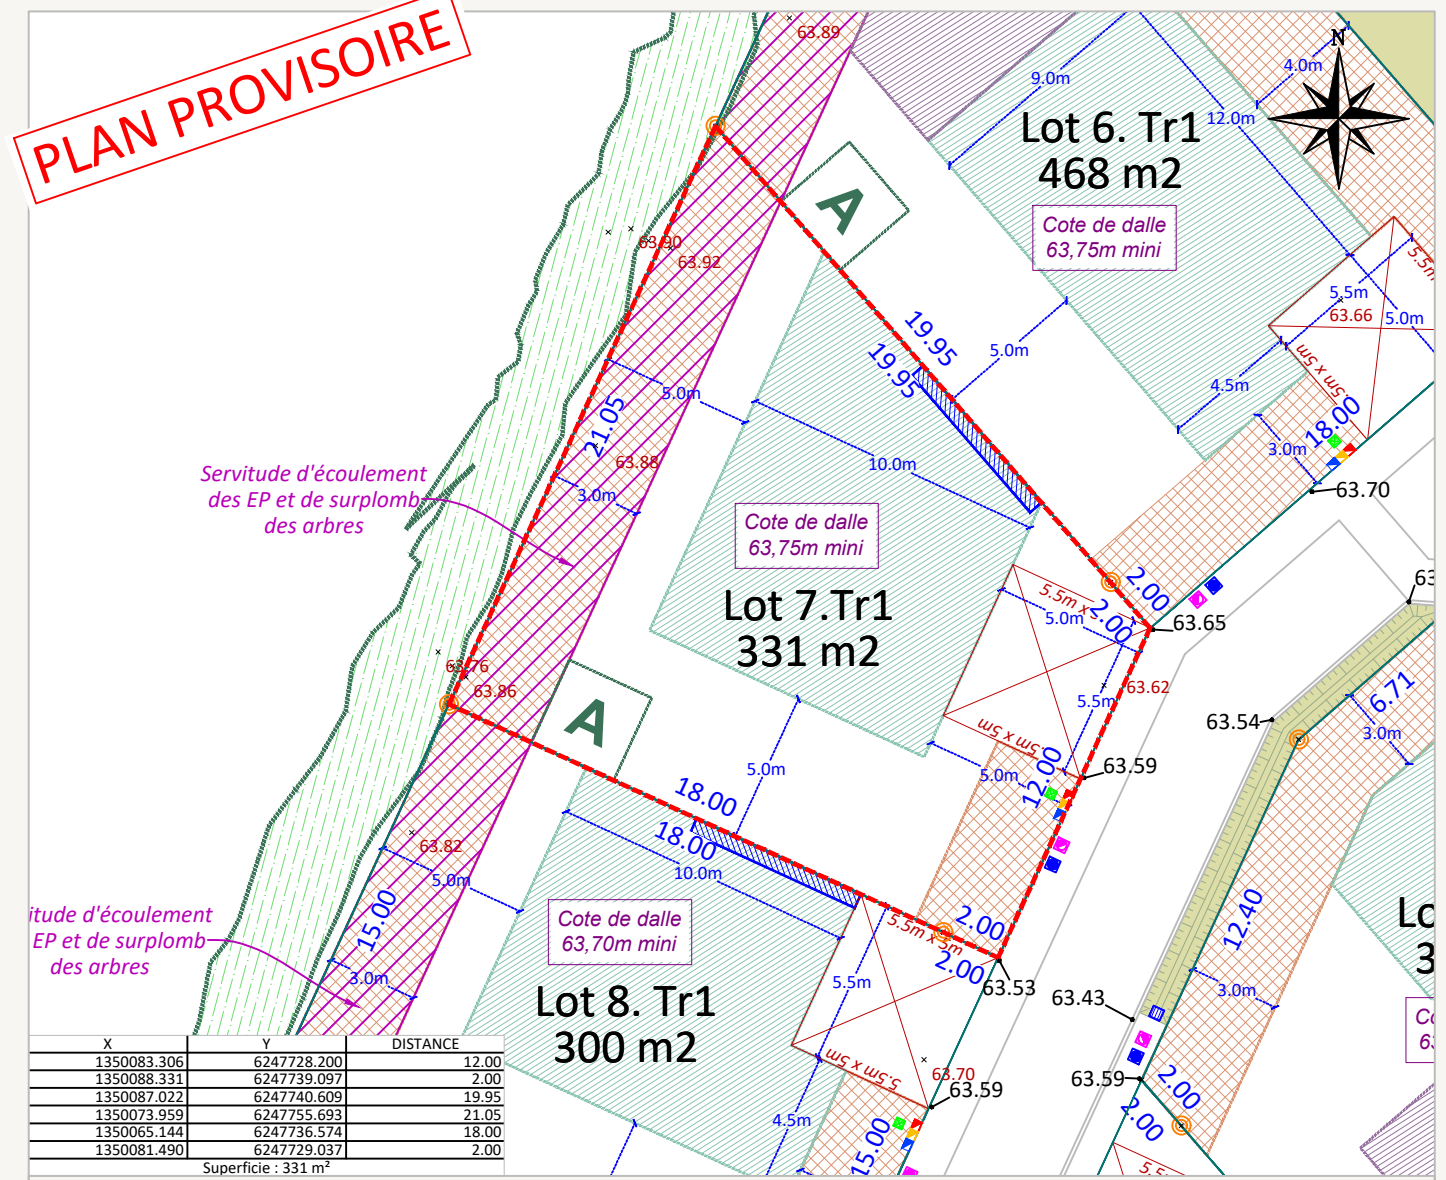 PLAN PROVISOIRE
63.89
N
4.0m
9.0m
12.0m
Lot 6. Tr1
468 m2
Cote de dalle
63,75m mini
A
63.90
63.92
5.5m
63.66
5.0m
19.95
19.95
5.0m
5.5m x 5m
4.5m
18.00
3.0m
63.70
5.0m
21.05
10.0m
63.88
3.0m
Servitude d'écoulement
des EP et de surplomb
des arbres
Cote de dalle
63,75m mini
Lot 7.Tr1
331 m2
2.00
2.00
5.5m x
5.0m
63.65
63.62
5.5m
63.76
63.86
A
5.5m x 5m
5.0m
12.00
63.59
5.0m
18.00
18.00
10.0m
63.54
6.71
3.0m
63.82
5.0m
15.00
3.0m
itude d'écoulement
EP et de surplomb
des arbres
Cote de dalle
63,70m mini
Lot 8. Tr1
300 m2
2.00
2.00
5.5m x 5m
63.53
5.5m
5.5m x 5m
63.70
63.59
4.5m
15.00
12.40
3.0m
63.43
63.59
2.00
2.00
X Y DISTANCE
1350083.306 6247728.200 12.00
1350088.331 6247739.097 2.00
1350087.022 6247740.609 19.95
1350073.959 6247755.693 21.05
1350065.144 6247736.574 18.00
1350081.490 6247729.037 2.00
Superficie : 331 m²